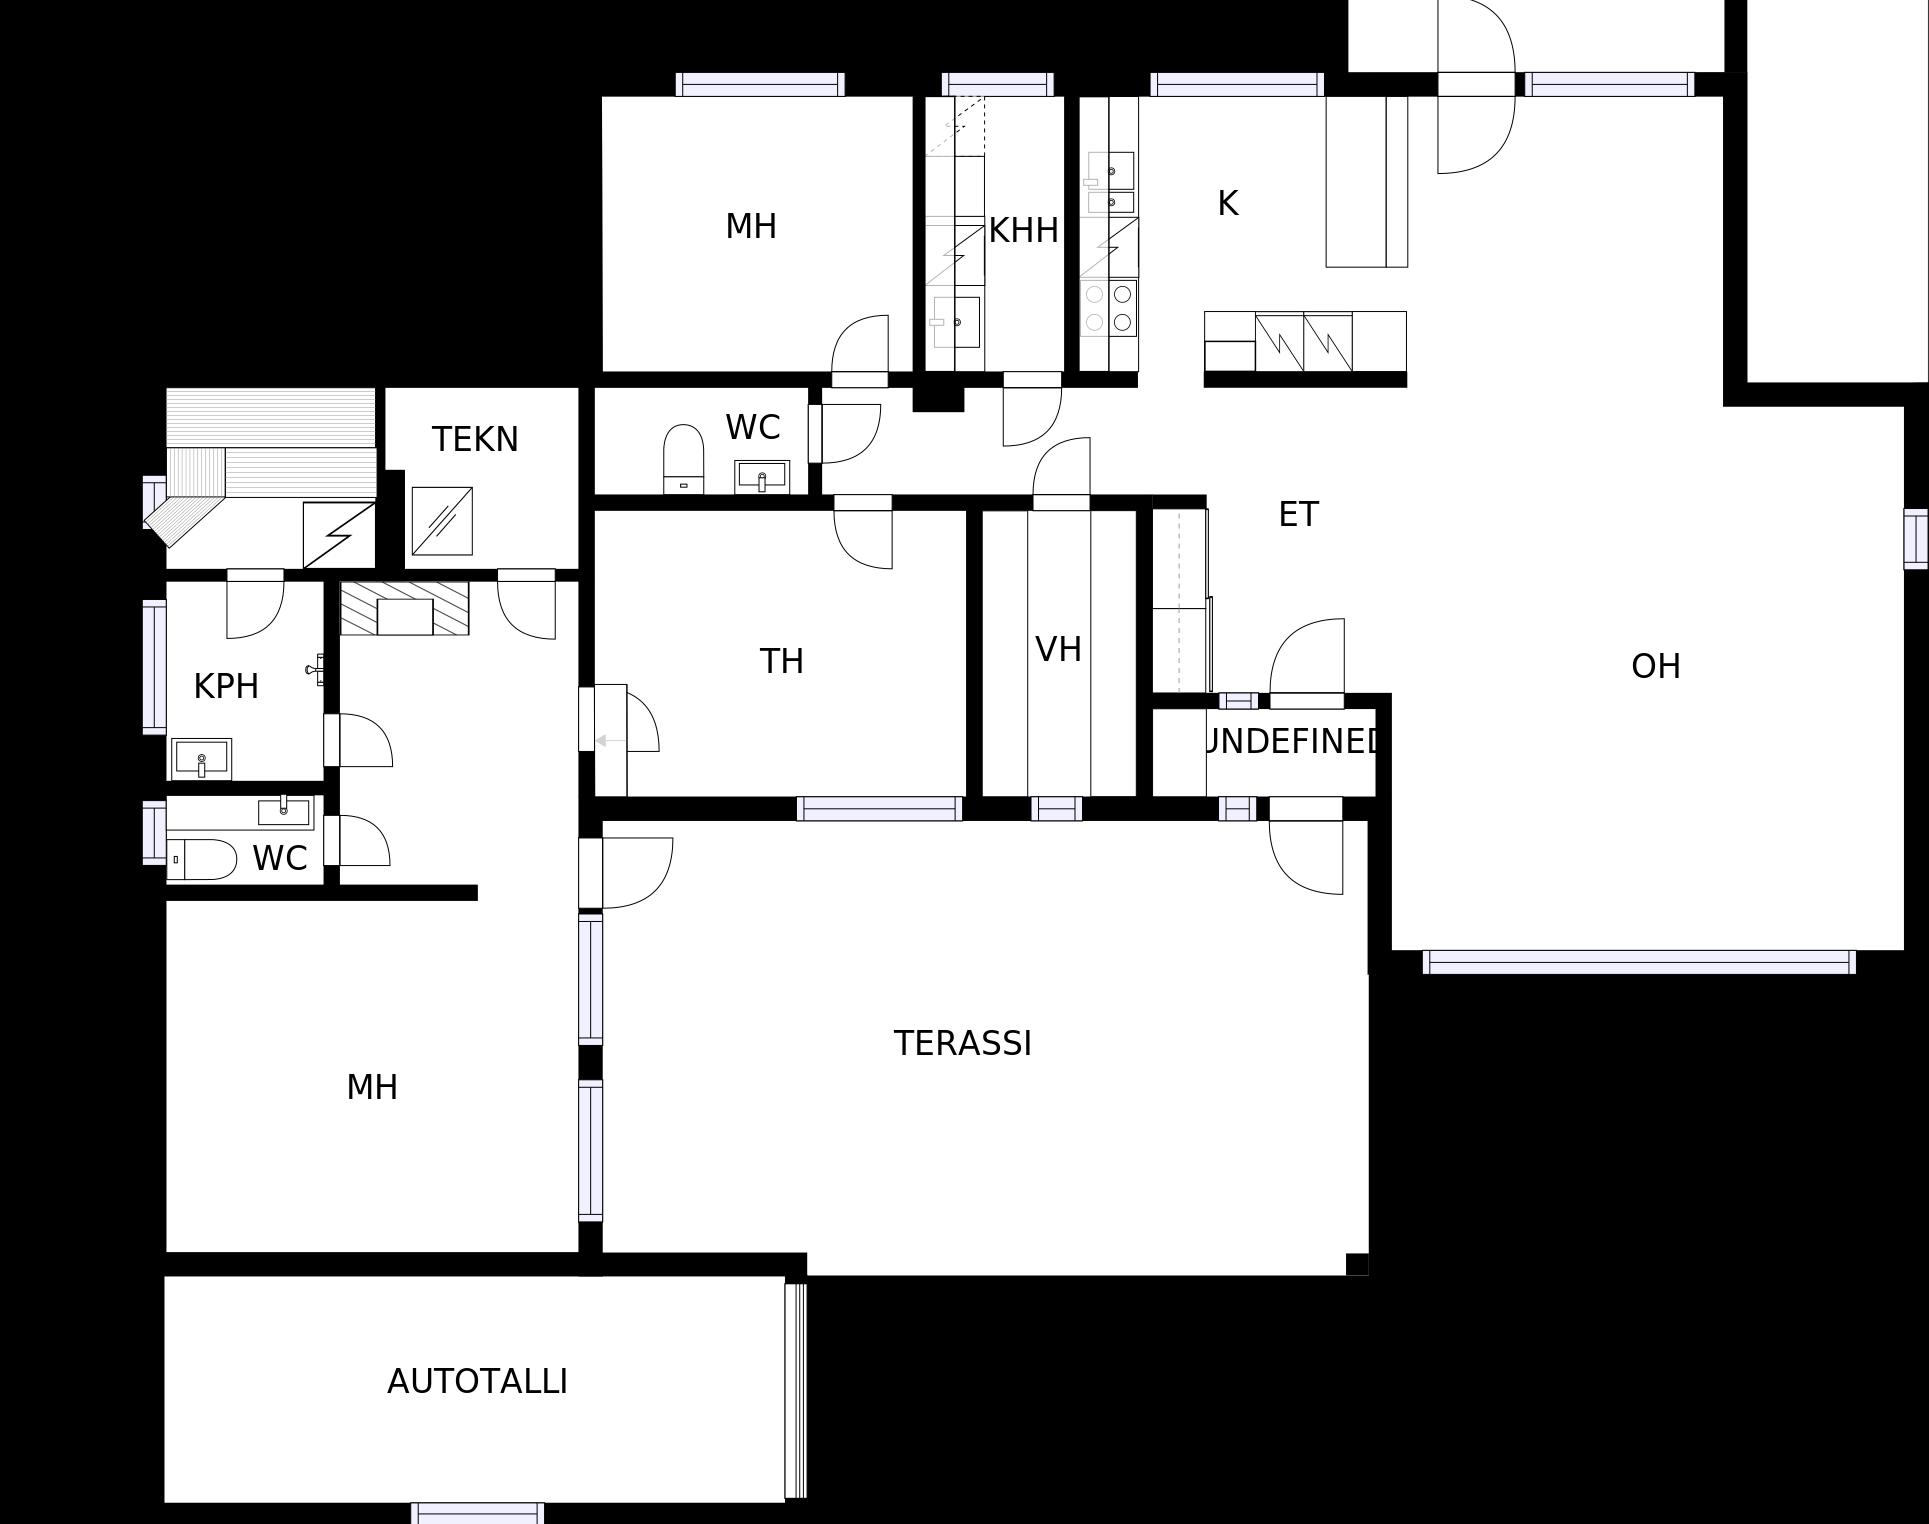 MH
KHH
K
TEKN
WC
ET
TH
VH
OH
KPH
UNDEFINED
WC
TERASSI
MH
AUTOTALLI